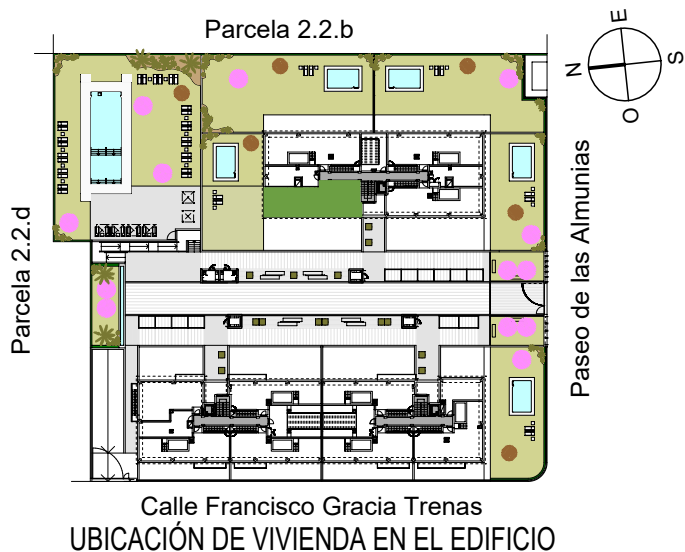 Parcela 2.2.b
E
N
S
O
Parcela 2.2.d
Paseo de las Almunias
Calle Francisco Gracia Trenas
UBICACIÓN DE VIVIENDA EN EL EDIFICIO